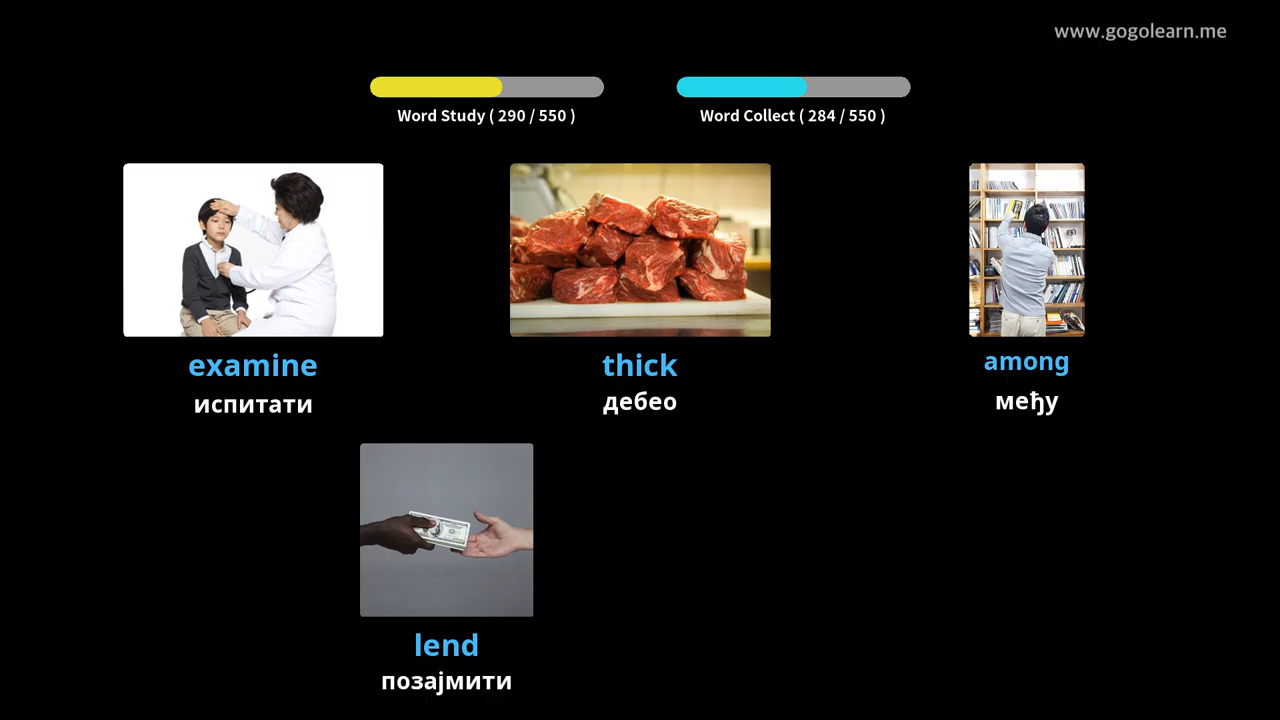 www.gogolearn.me
Word Study ( 290 / 550 )
Word Collect ( 284 / 550 )
examine
испитати
thick
дебео
among
међу
lend
позајмити